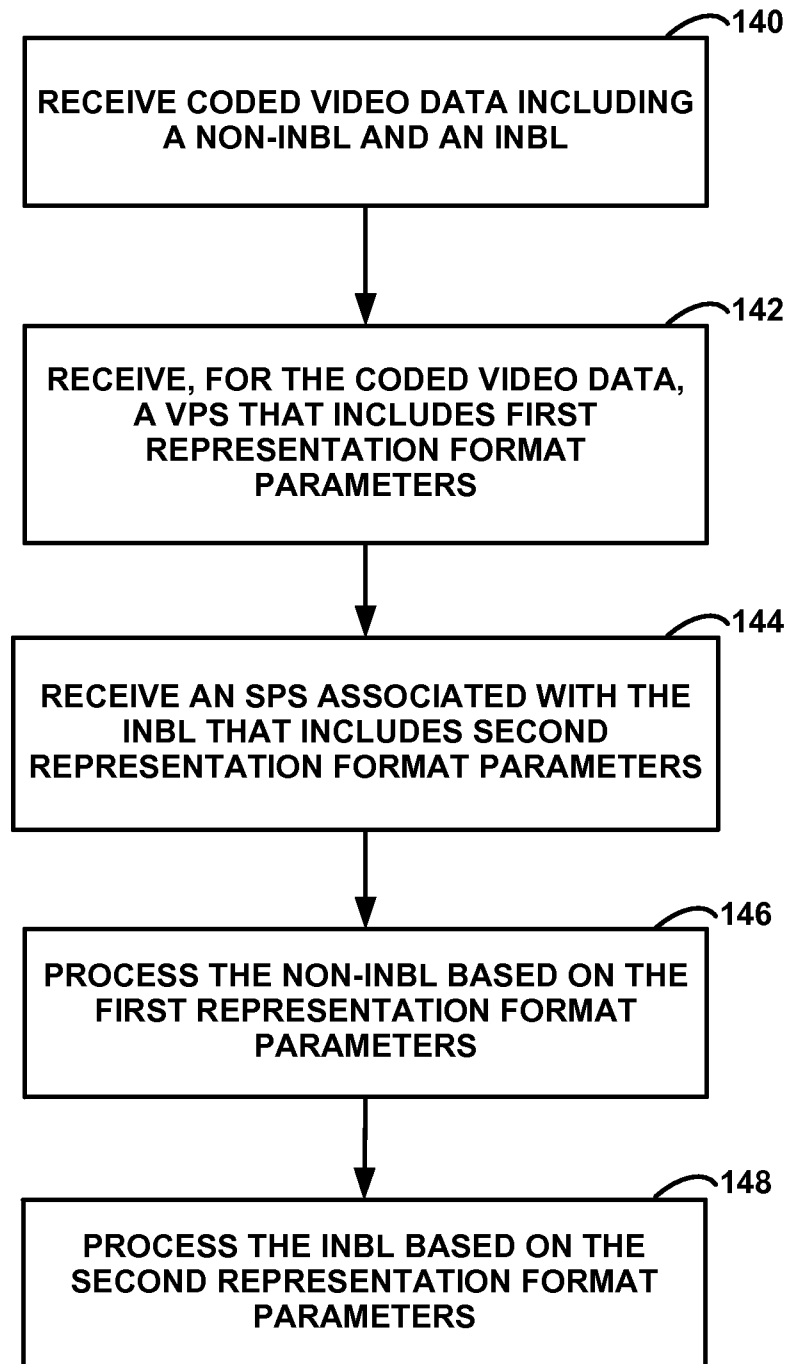 140
RECEIVE CODED VIDEO DATA INCLUDING
A NON-INBL AND AN INBL
142
RECEIVE, FOR THE CODED VIDEO DATA,
A VPS THAT INCLUDES FIRST
REPRESENTATION FORMAT
PARAMETERS
144
RECEIVE AN SPS ASSOCIATED WITH THE
INBL THAT INCLUDES SECOND
REPRESENTATION FORMAT PARAMETERS
146
PROCESS THE NON-INBL BASED ON THE
FIRST REPRESENTATION FORMAT
PARAMETERS
148
PROCESS THE INBL BASED ON THE
SECOND REPRESENTATION FORMAT
PARAMETERS